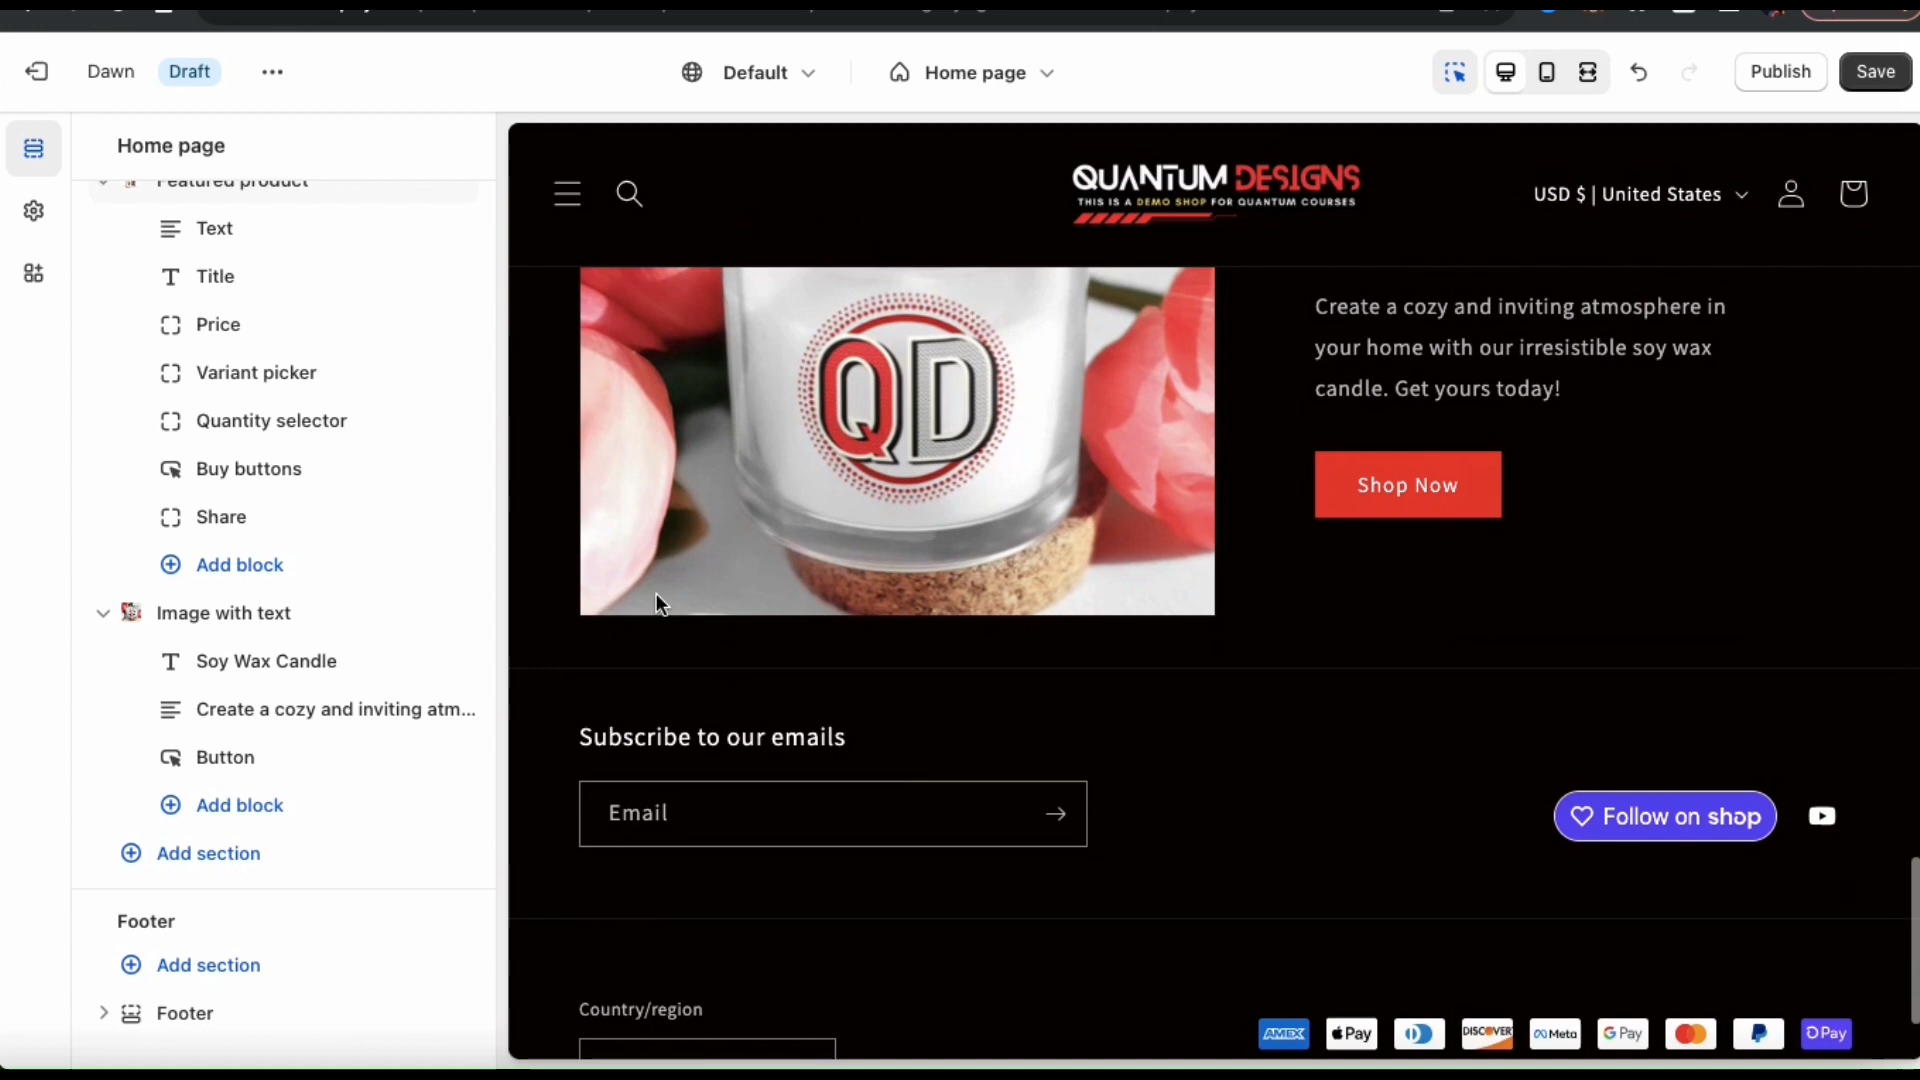 Dawn
Draft
Default
Home page
Publish
Save
Home page
Featured product
Text
Title
Price
Variant picker
Quantity selector
Buy buttons
Share
Add block
Image with text
Soy Wax Candle
Create a cozy and inviting atm...
Button
Add block
Add section
Footer
Add section
Footer
QUANTUM DESIGNS
THIS IS A DEMO SHOP FOR QUANTUM COURSES
USD $ | United States
QD
Create a cozy and inviting atmosphere in
your home with our irresistible soy wax
candle. Get yours today!
Shop Now
Subscribe to our emails
Email
Follow on shop
Country/region
AMEX
Pay
DISCOVER
Meta
G Pay
Pay